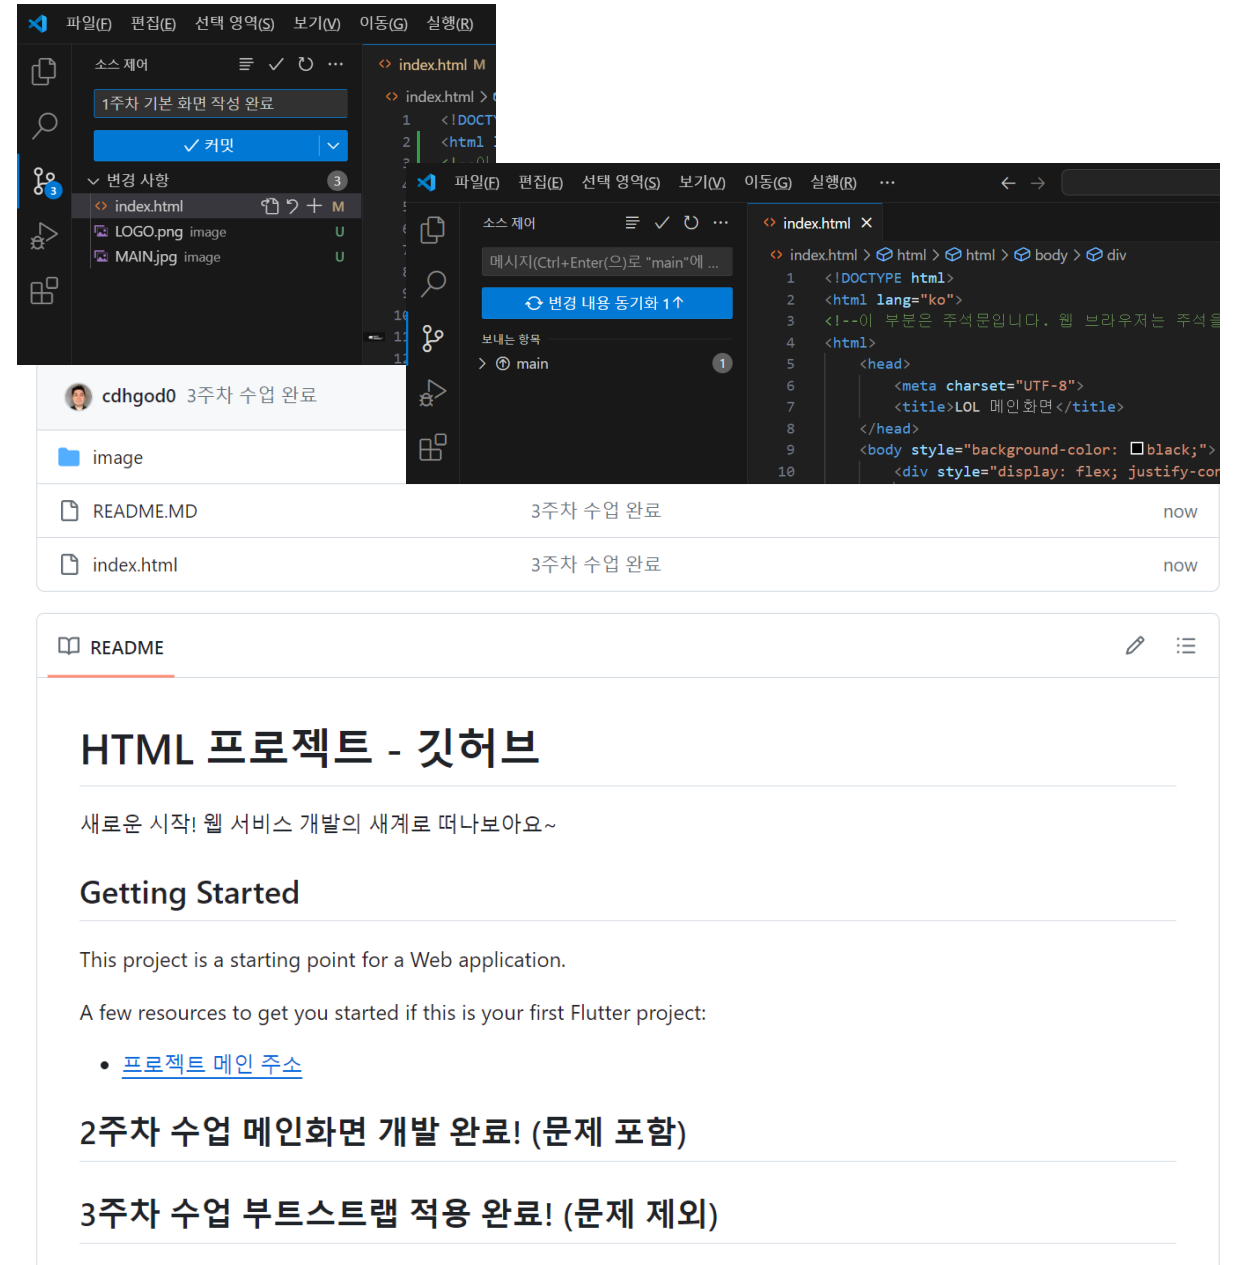 파일(F) 편집(E) 선택 영역(S) 보기(V) 이동(G) 실행(R)
소스 제어
1주차 기본 화면 작성 완료
커밋
변경 사항 3
index.html M
LOGO.png image U
MAIN.jpg image U
3
index.html M
index.html >
1 <!DOCT
2 <html
파일(F) 편집(E) 선택 영역(S) 보기(V) 이동(G) 실행(R) ···
소스 제어
메시지(Ctrl+Enter(으)로 "main"에 ...
변경 내용 동기화 1↑
보내는 항목
main 1
index.html
index.html > html > html > body > div
1 <!DOCTYPE html>
2 <html lang="ko">
3 <!--이 부분은 주석문입니다. 웹 브라우저는 주석을
4 <html>
5 <head>
6 <meta charset="UTF-8">
7 <title>LOL 메인화면</title>
8 </head>
9 <body style="background-color: black;">
10 <div style="display: flex; justify-con
cdhgod0 3주차 수업 완료
image
README.MD 3주차 수업 완료 now
index.html 3주차 수업 완료 now
README
HTML 프로젝트 - 깃허브
새로운 시작! 웹 서비스 개발의 새계로 떠나보아요~
Getting Started
This project is a starting point for a Web application.
A few resources to get you started if this is your first Flutter project:
프로젝트 메인 주소
2주차 수업 메인화면 개발 완료! (문제 포함)
3주차 수업 부트스트랩 적용 완료! (문제 제외)